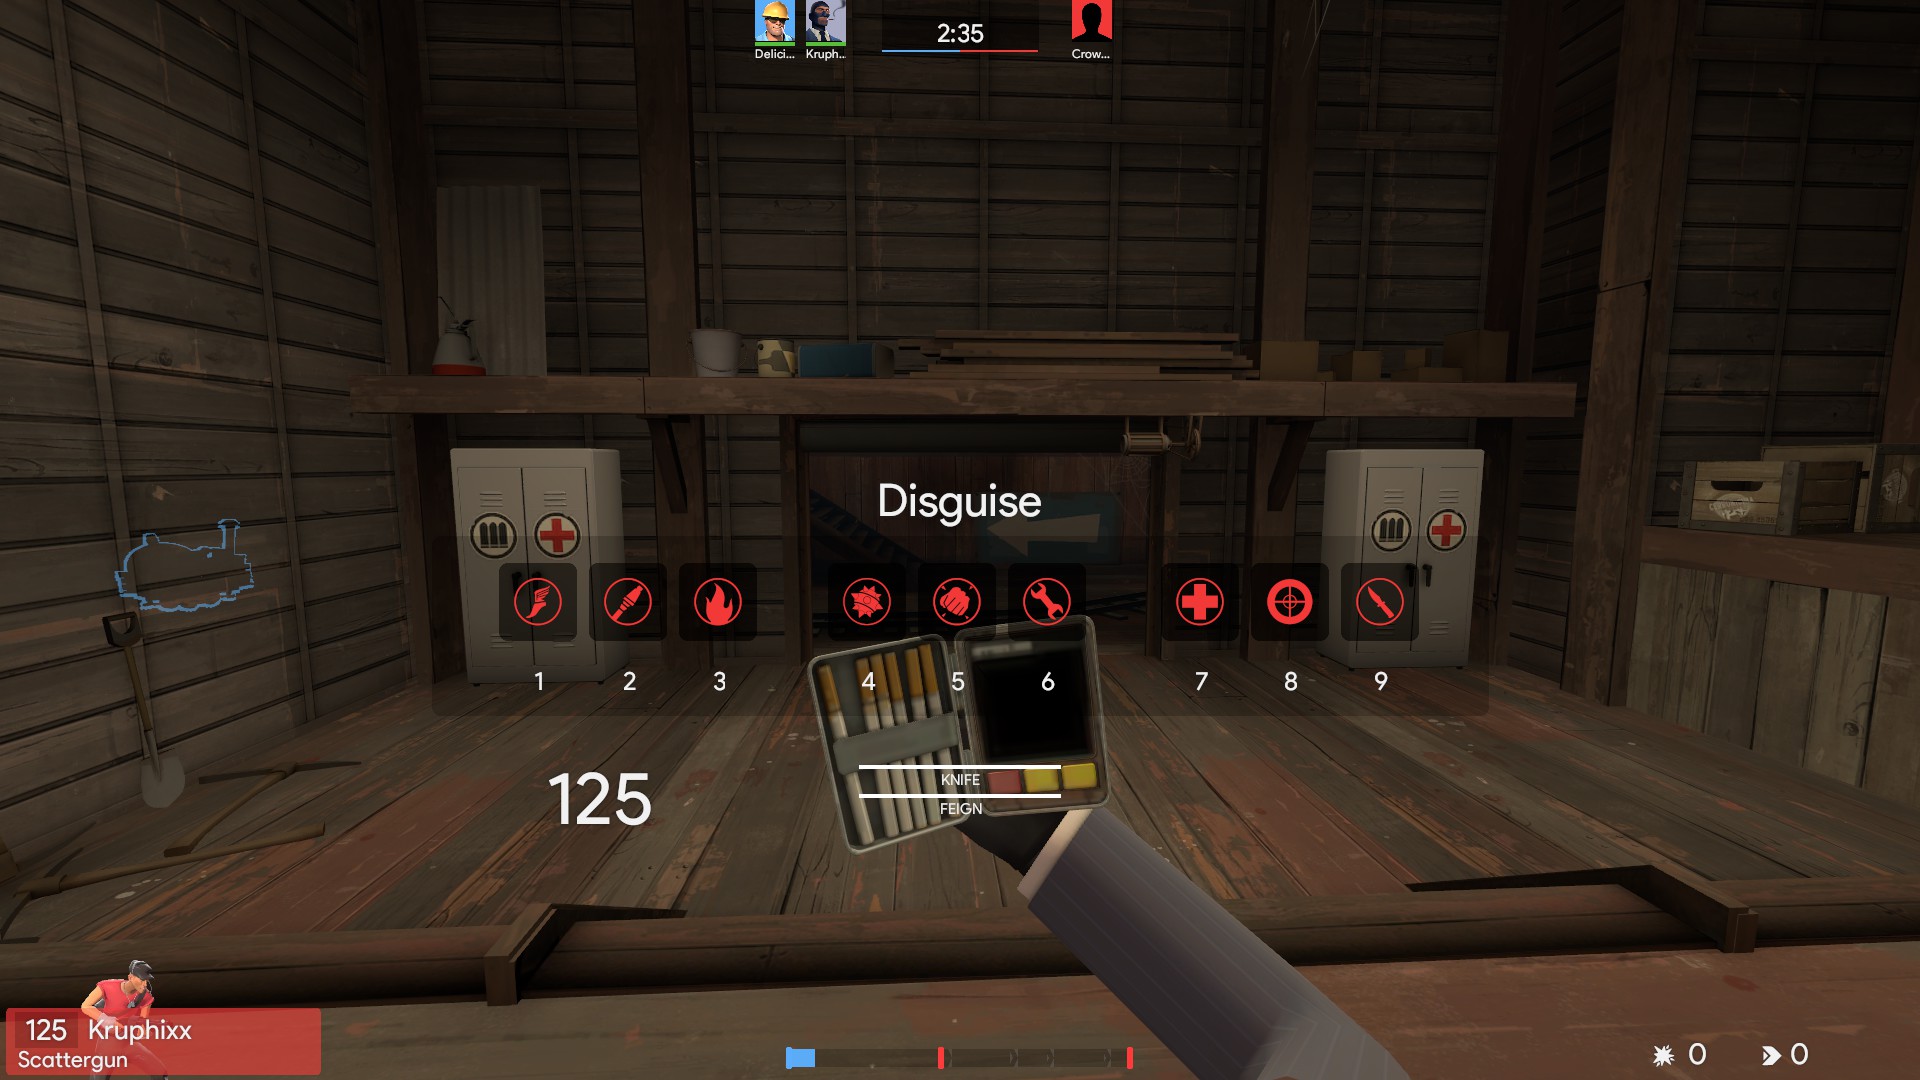 2:35
Delici... Kruph... Crow...
Disguise
1 2 3 4 5 6 7 8 9
125
KNIFE
FEIGN
125 Kruphixx
Scattergun
0 0